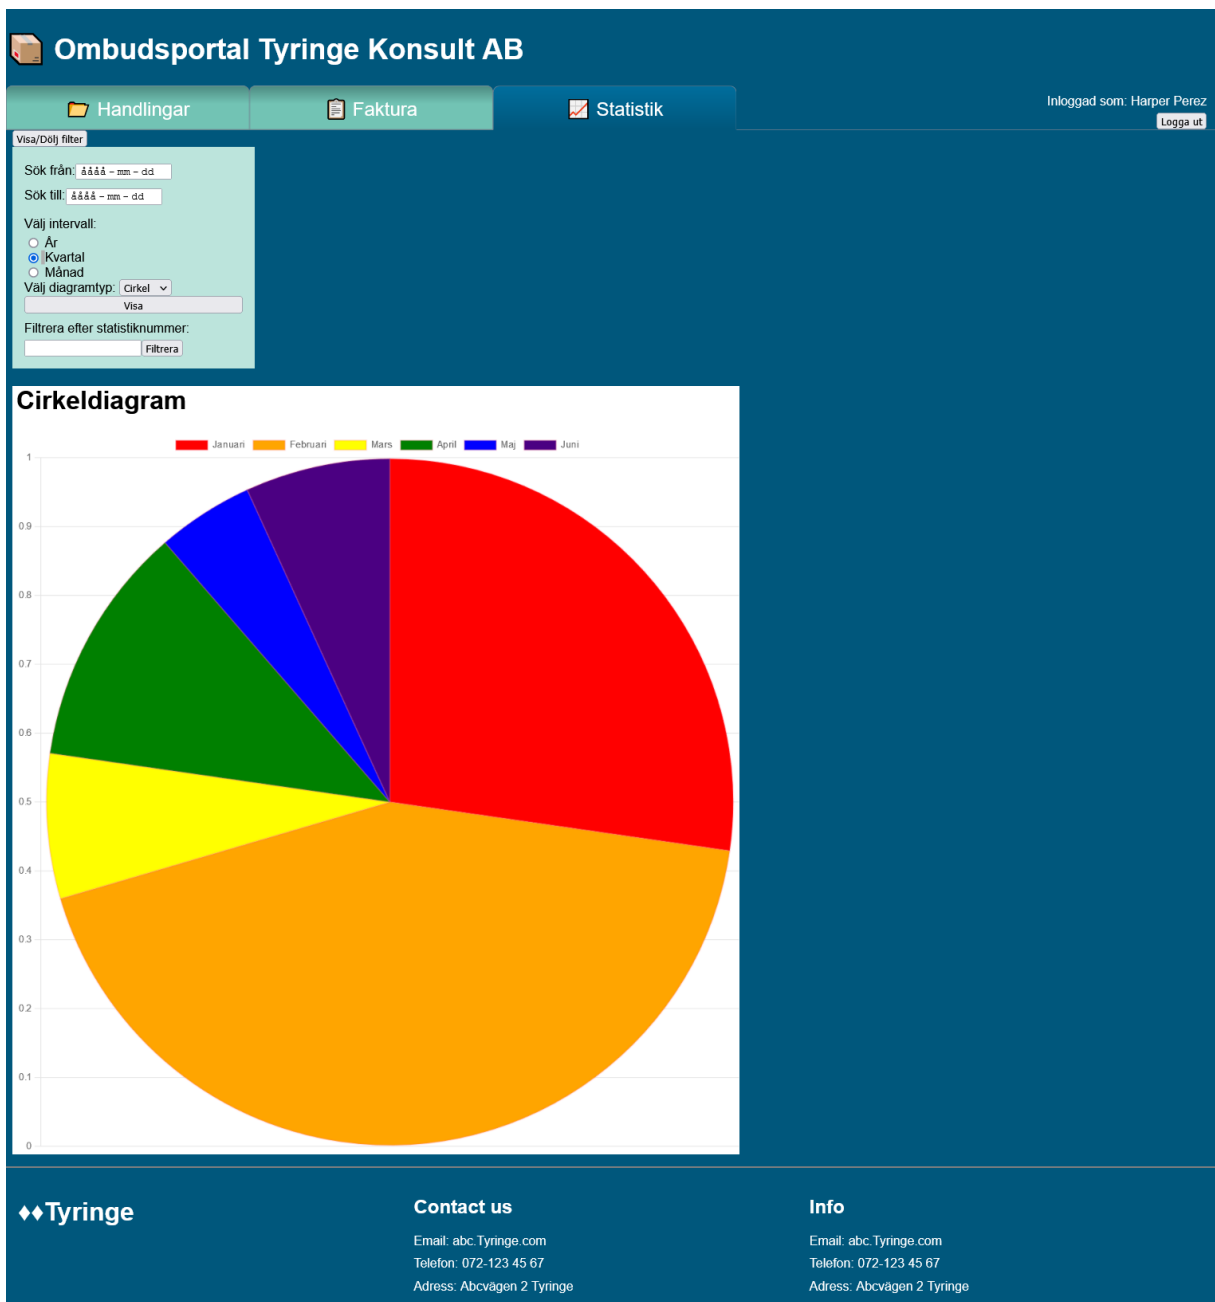 Ombudsportal Tyringe Konsult AB
Handlingar
Faktura
Statistik
Inloggad som: Harper Perez
Logga ut
Visa/Dölj filter
Sök från: åååå-mm-dd
Sök till: åååå-mm-dd
Välj intervall:
År
Kvartal
Månad
Välj diagramtyp: Cirkel
Visa
Filtrera efter statistiknummer:
Filtrera
Cirkeldiagram
Januari Februari Mars April Maj Juni
1
0.9
0.8
0.7
0.6
0.5
0.4
0.3
0.2
0.1
0
♦♦Tyringe
Contact us
Email: abc.Tyringe.com
Telefon: 072-123 45 67
Adress: Abcvägen 2 Tyringe
Info
Email: abc.Tyringe.com
Telefon: 072-123 45 67
Adress: Abcvägen 2 Tyringe